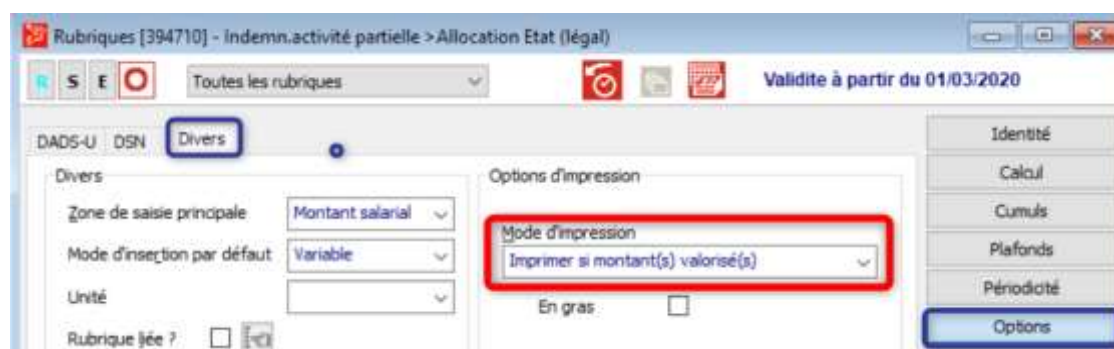 Rubriques [394710] - Indemn.activité partielle > Allocation Etat (légal)
R S E O Toutes les rubriques Validite à partir du 01/03/2020
DADS-U DSN Divers
Identité
Divers
Options d'impression
Calcul
Zone de saisie principale Montant salarial
Cumuls
Mode d'impression
Mode d'insertion par défaut Variable
Imprimer si montant(s) valorisé(s)
Plafonds
Unité
En gras
Périodicité
Rubrique liée ?
Options